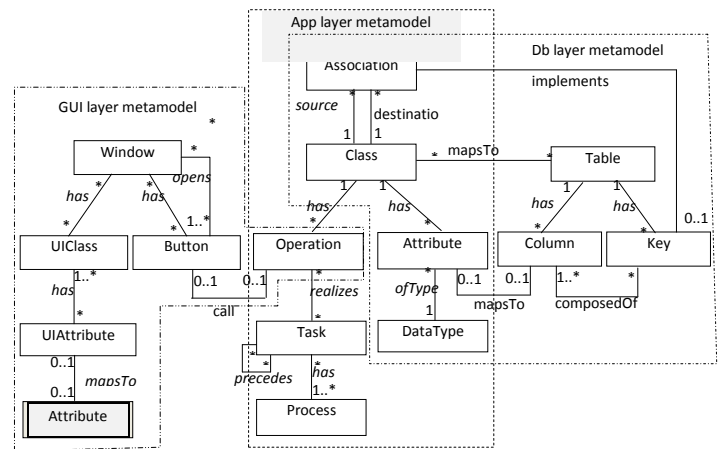 App layer metamodel
Db layer metamodel
Association
implements
GUI layer metamodel
source
*
*
destinatio
*
1
1
Window
*
opens
Class
*
mapsTo
*
Table
has
*
*
has
1
1
1
1
has
has
has
has
*
1..*
*
*
*
*
*
0..1
UIClass
Button
Operation
Attribute
Column
Key
1..*
0..1
0..1
*
*
0..1
0..1
1..*
*
has
call
realizes
ofType
mapsTo
composedOf
*
*
1
UIAttribute
Task
DataType
0..1
*
*
*
mapsTo
precedes
has
0..1
1..*
Attribute
Process